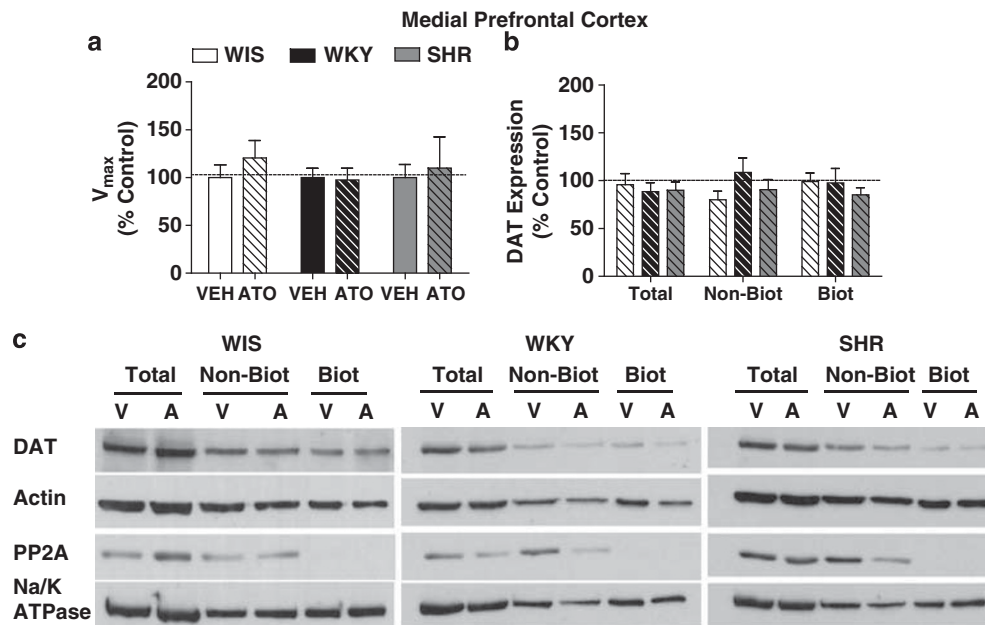 Medial Prefrontal Cortex
a
WIS WKY SHR
Vmax
(% Control)
200
150
100
50
0
VEH ATO VEH ATO VEH ATO
b
DAT Expression
(% Control)
200
150
100
50
0
Total Non-Biot Biot
c
WIS WKY SHR
Total Non-Biot Biot Total Non-Biot Biot Total Non-Biot Biot
V A V A V A V A V A V A V A V A V A
DAT
Actin
PP2A
Na/K
ATPase